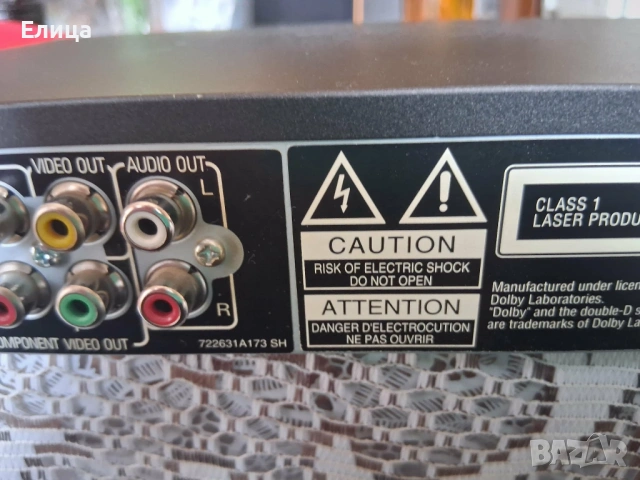 Елица
VIDEO OUT
AUDIO OUT
L
R
COMPONENT VIDEO OUT
722631A173 SH
CAUTION
RISK OF ELECTRIC SHOCK
DO NOT OPEN
ATTENTION
DANGER D'ELECTROCUTION
NE PAS OUVRIR
CLASS 1
LASER PRODU
Manufactured under licen
Dolby Laboratories.
"Dolby" and the double-D s
are trademarks of Dolby La
BAZAR